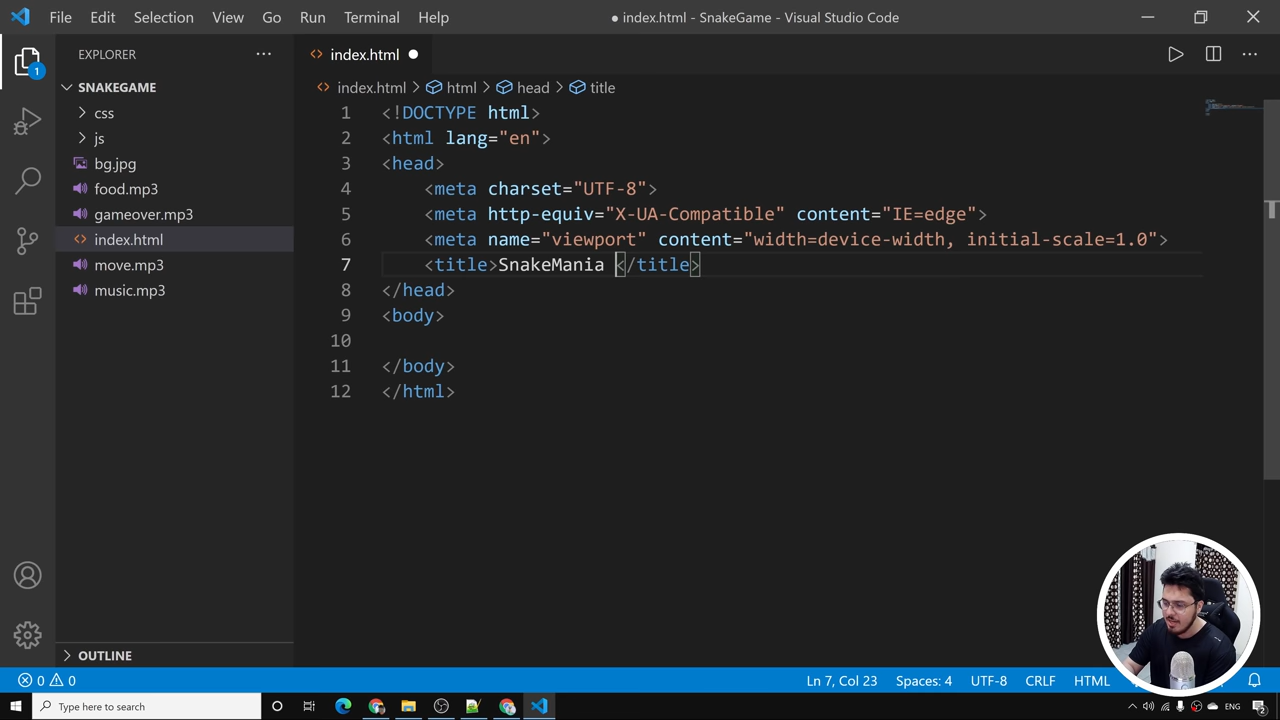 File Edit Selection View Go Run Terminal Help
● index.html - SnakeGame - Visual Studio Code
EXPLORER
1
SNAKEGAME
css
js
bg.jpg
food.mp3
gameover.mp3
index.html
move.mp3
music.mp3
OUTLINE
index.html
index.html > html > head > title
1 <!DOCTYPE html>
2 <html lang="en">
3 <head>
4 <meta charset="UTF-8">
5 <meta http-equiv="X-UA-Compatible" content="IE=edge">
6 <meta name="viewport" content="width=device-width, initial-scale=1.0">
7 <title>SnakeMania </title>
8 </head>
9 <body>
10
11 </body>
12 </html>
0 0
Ln 7, Col 23 Spaces: 4 UTF-8 CRLF HTML
Type here to search
ENG
2